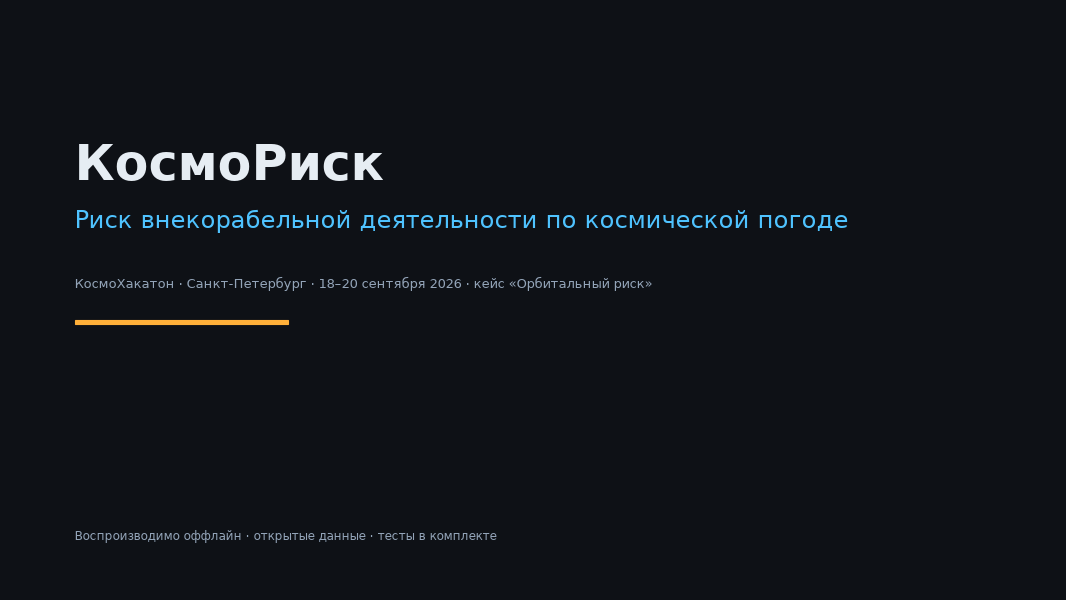 КосмоРиск
Риск внекорабельной деятельности по космической погоде
КосмоХакатон · Санкт-Петербург · 18–20 сентября 2026 · кейс «Орбитальный риск»
Воспроизводимо оффлайн · открытые данные · тесты в комплекте